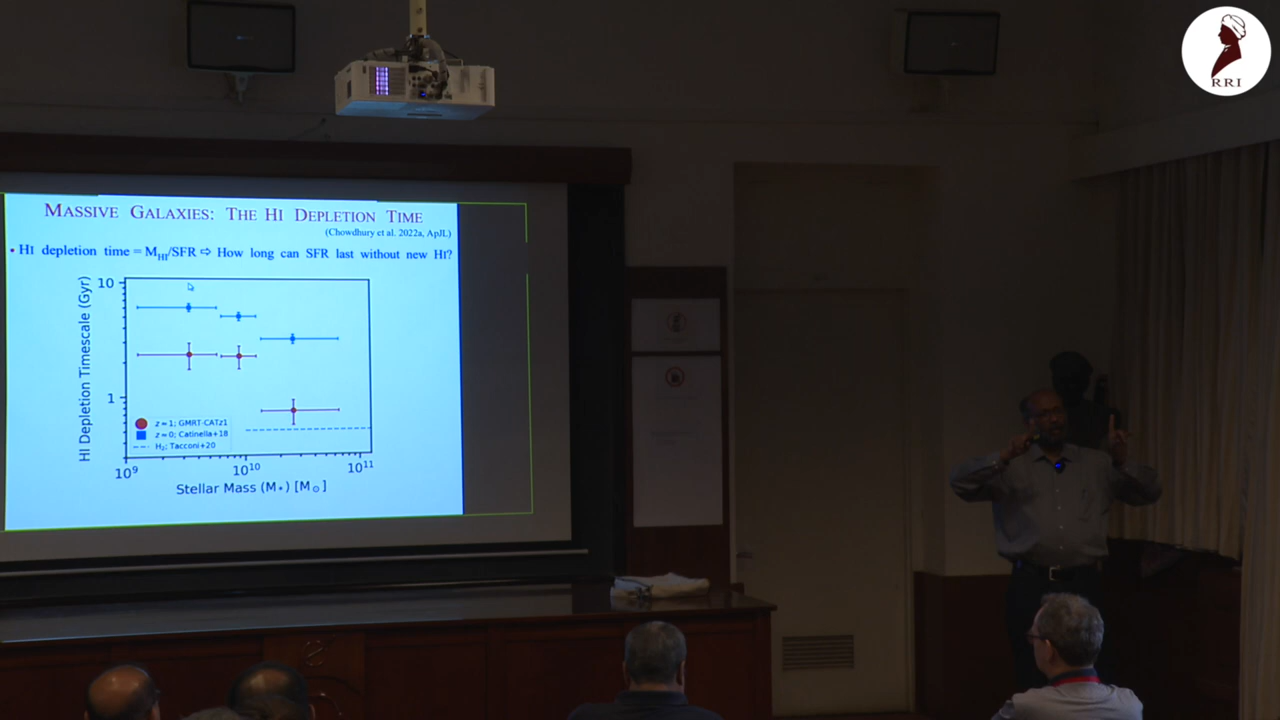 RRI
MASSIVE GALAXIES: THE HI DEPLETION TIME
(Chowdhury et al. 2022a, ApJL)
• HI depletion time = M_HI/SFR ⇨ How long can SFR last without new HI?
HI Depletion Timescale (Gyr)
10
1
z = 1; GMRT-CATz1
z = 0; Catinella+18
H₂; Tacconi+20
10⁹ 10¹⁰ 10¹¹
Stellar Mass (M⋆) [M⊙]